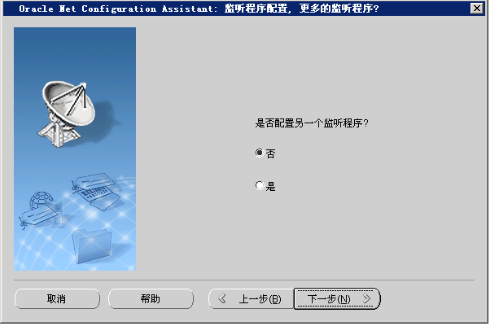 Oracle Net Configuration Assistant: 监听程序配置, 更多的监听程序?
是否配置另一个监听程序?
否
是
取消
帮助
上一步(B)
下一步(N)